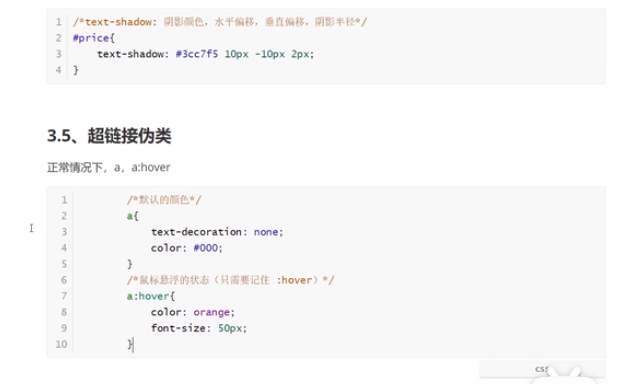 1 /*text-shadow: 阴影颜色，水平偏移，垂直偏移，阴影半径*/
2 #price{
3 text-shadow: #3cc7f5 10px -10px 2px;
4 }
3.5、超链接伪类
正常情况下，a，a:hover
1 /*默认的颜色*/
2 a{
3 text-decoration: none;
4 color: #000;
5 }
6 /*鼠标悬浮的状态（只需要记住 :hover）*/
7 a:hover{
8 color: orange;
9 font-size: 50px;
10 }